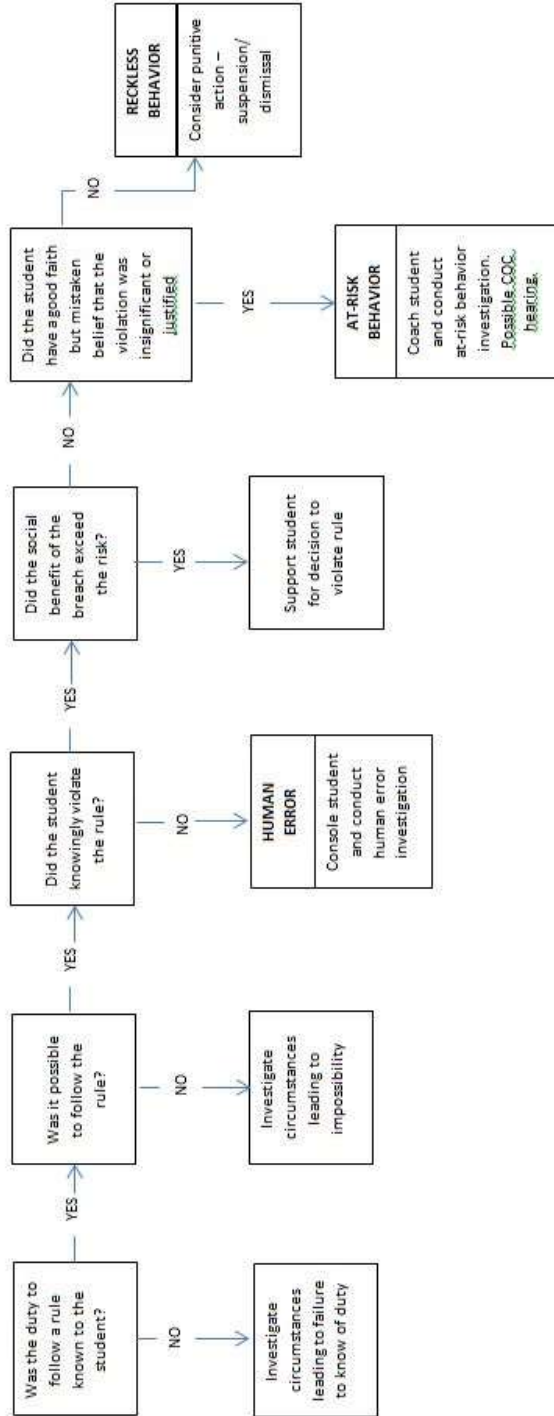 Was the duty to
follow a rule
known to the
student?
YES
NO
Investigate
circumstances
leading to failure
to know of duty
Was it possible
to follow the
rule?
YES
NO
Investigate
circumstances
leading to
impossibility
Did the student
knowingly violate
the rule?
YES
NO
HUMAN
ERROR
Console student
and conduct
human error
investigation
Did the social
benefit of the
breach exceed
the risk?
NO
YES
Support student
for decision to
violate rule
Did the student
have a good faith
but mistaken
belief that the
violation was
insignificant or
justified
NO
YES
AT-RISK
BEHAVIOR
Coach student
and conduct
at-risk behavior
investigation.
Possible COC
hearing.
RECKLESS
BEHAVIOR
Consider punitive
action –
suspension/
dismissal